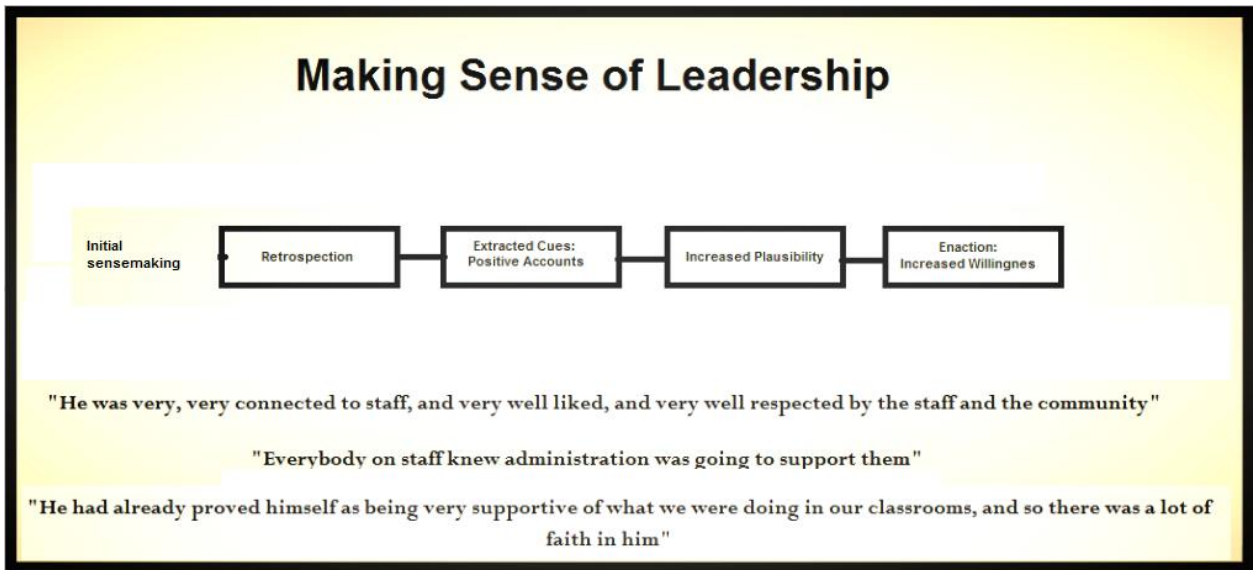 Making Sense of Leadership
Initial
sensemaking
Retrospection
Extracted Cues:
Positive Accounts
Increased Plausibility
Enaction:
Increased Willingnes
"He was very, very connected to staff, and very well liked, and very well respected by the staff and the community"
"Everybody on staff knew administration was going to support them"
"He had already proved himself as being very supportive of what we were doing in our classrooms, and so there was a lot of
faith in him"